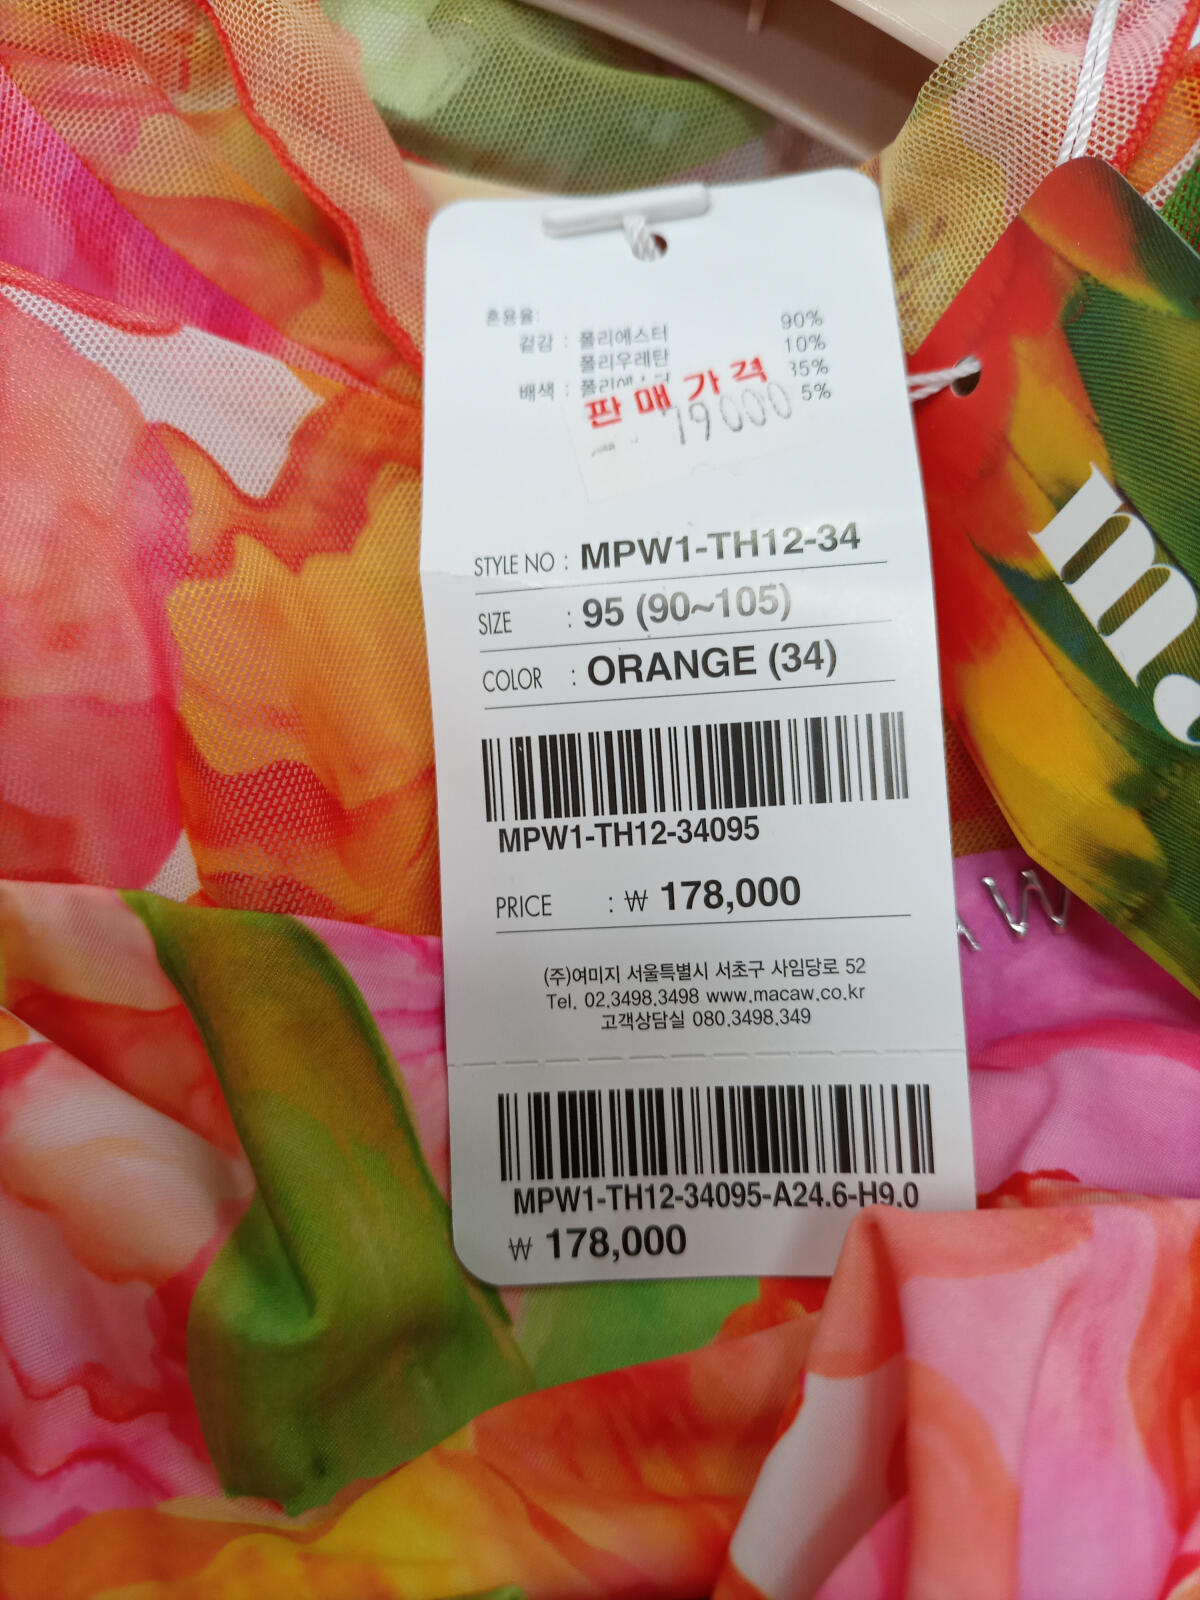 혼용율:
겉감 : 폴리에스터 90%
폴리우레탄 10%
배색 : 5%
판매가격
79000
STYLE NO : MPW1-TH12-34
SIZE : 95 (90~105)
COLOR : ORANGE (34)
MPW1-TH12-34095
PRICE : ₩ 178,000
(주)여미지 서울특별시 서초구 사임당로 52
Tel. 02.3498.3498 www.macaw.co.kr
고객상담실 080.3498.349
MPW1-TH12-34095-A24.6-H9.0
₩ 178,000
m.
AW